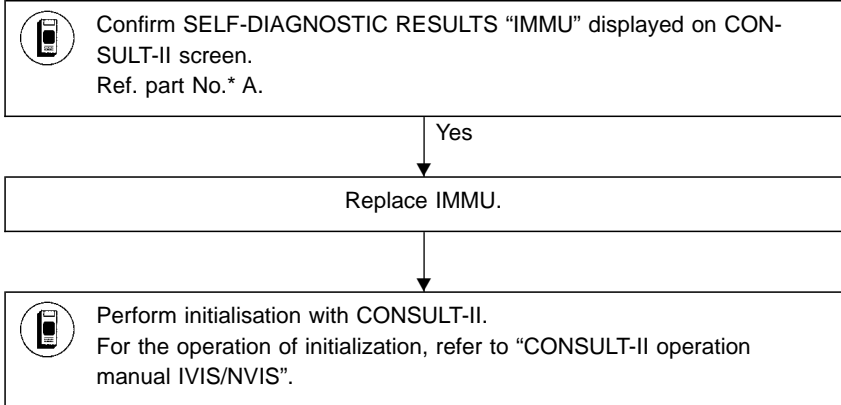 Confirm SELF-DIAGNOSTIC RESULTS “IMMU” displayed on CON-
SULT-II screen.
Ref. part No.* A.
Yes
Replace IMMU.
Perform initialisation with CONSULT-II.
For the operation of initialization, refer to “CONSULT-II operation
manual IVIS/NVIS”.